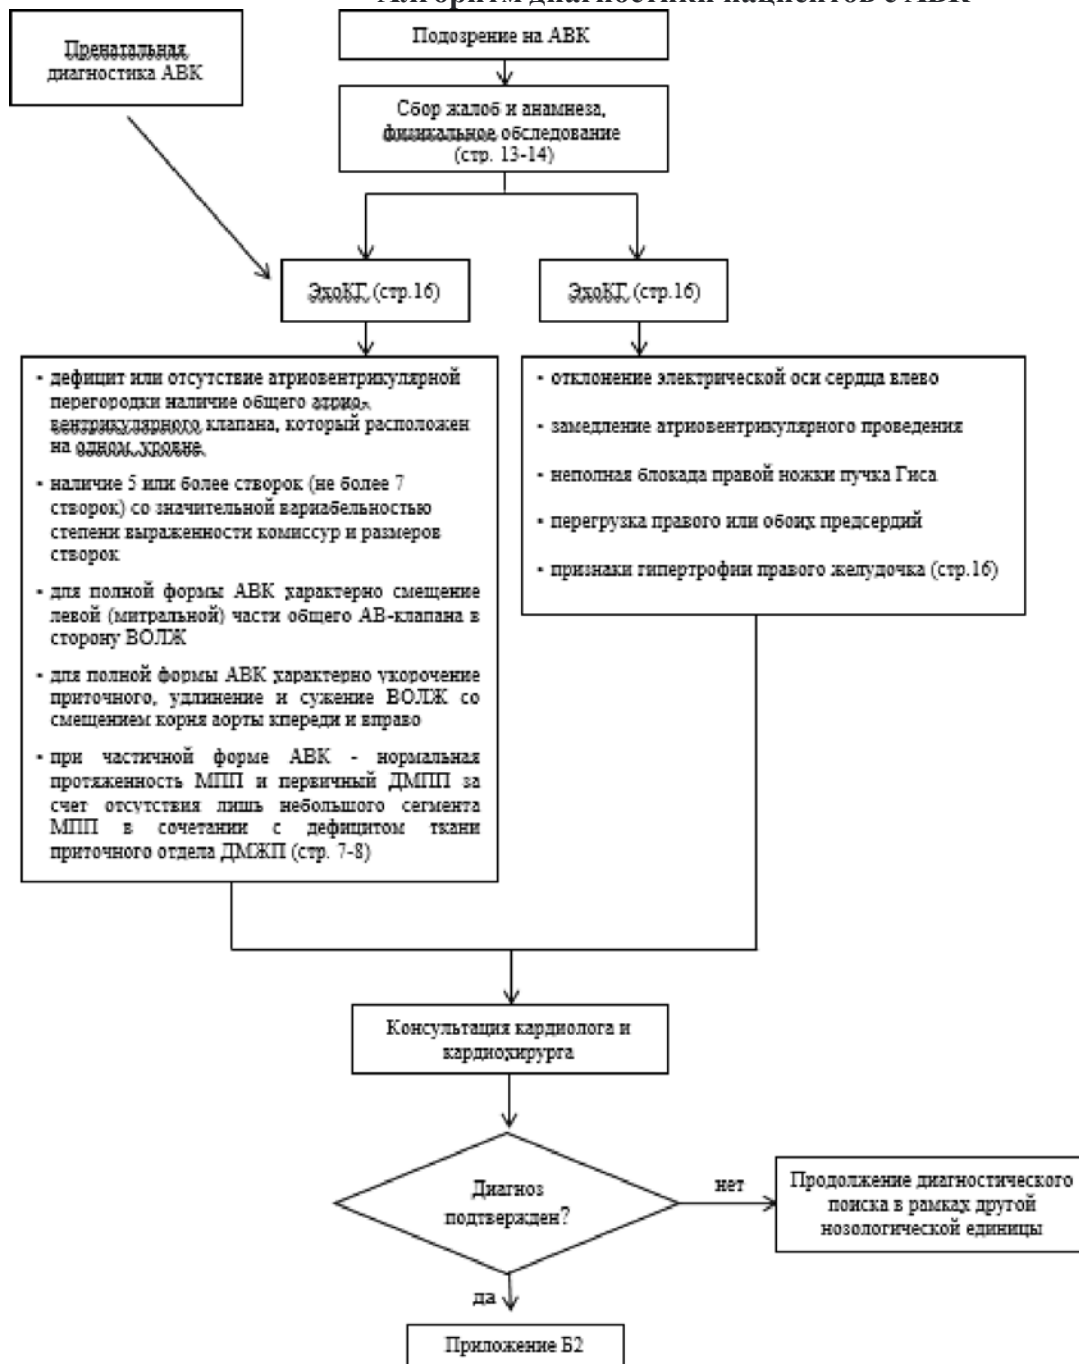 Алгоритм диагностики пациентов с АВК
Пренатальная
диагностика АВК
Подозрение на АВК
Сбор жалоб и анамнеза,
физикальное обследование
(стр. 13-14)
ЭхоКГ (стр.16)
ЭхоКГ (стр.16)
- дефицит или отсутствие атриовентрикулярной
перегородки наличие общего атрио-
вентрикулярного клапана, который расположен
на одном уровне
- наличие 5 или более створок (не более 7
створок) со значительной вариабельностью
степени выраженности комиссур и размеров
створок
- для полной формы АВК характерно смещение
левой (митральной) части общего АВ-клапана в
сторону ВОЛЖ
- для полной формы АВК характерно укорочение
приточного, удлинение и сужение ВОЛЖ со
смещением корня аорты кпереди и вправо
- при частичной форме АВК - нормальная
протяженность МПП и первичный ДМПП за
счет отсутствия лишь небольшого сегмента
МПП в сочетании с дефицитом ткани
приточного отдела ДМЖП (стр. 7-8)
- отклонение электрической оси сердца влево
- замедление атриовентрикулярного проведения
- неполная блокада правой ножки пучка Гиса
- перегрузка правого или обоих предсердий
- признаки гипертрофии правого желудочка (стр.16)
Консультация кардиолога и
кардиохирурга
Диагноз
подтвержден?
нет
Продолжение диагностического
поиска в рамках другой
нозологической единицы
да
Приложение Б2